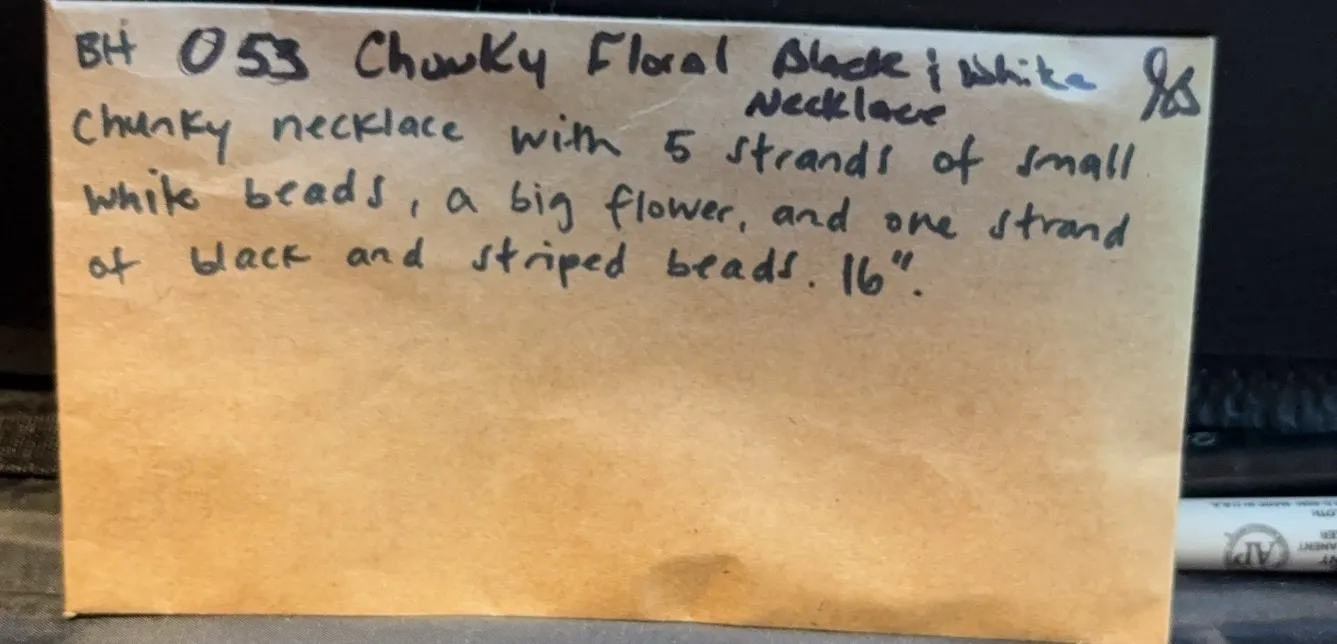 BH 053 Chunky Floral Black & White
Necklace
Chunky necklace with 5 strands of small
white beads, a big flower, and one strand
of black and striped beads. 16".
AP